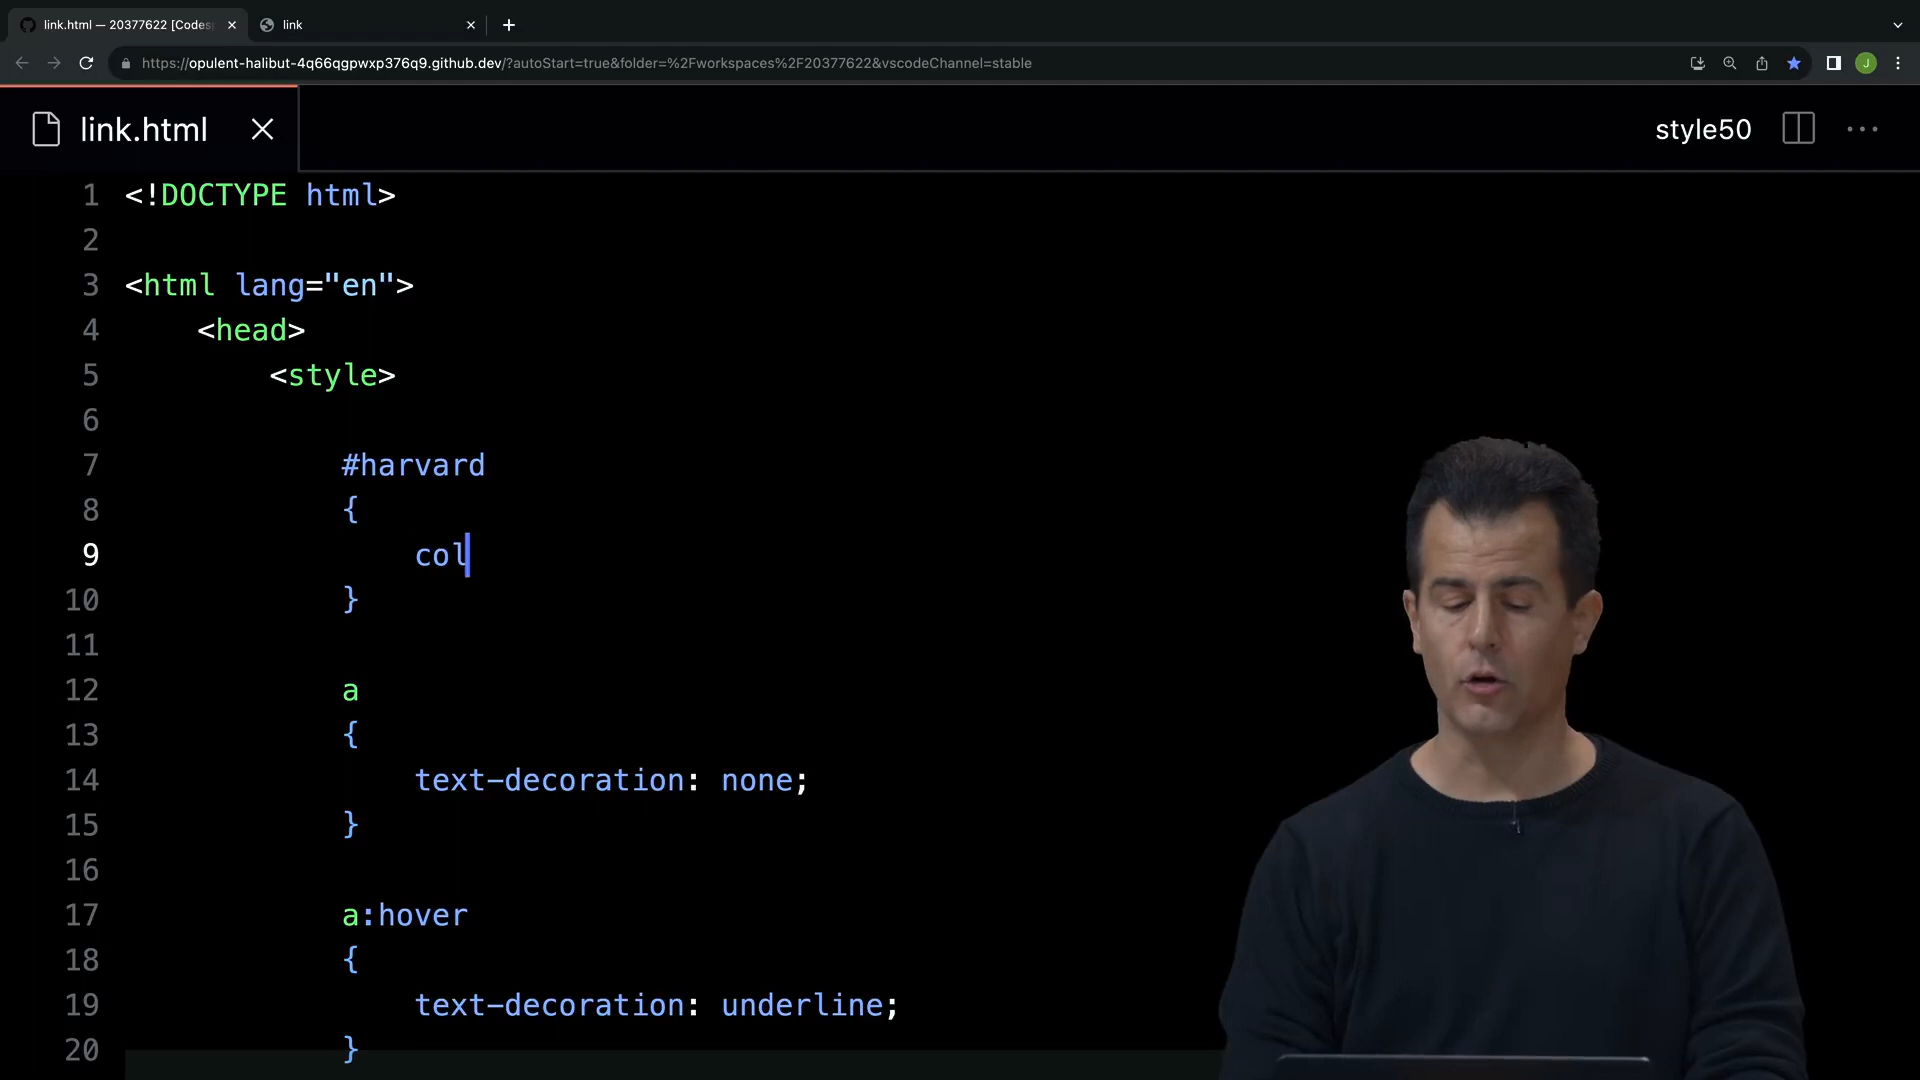 link.html — 20377622 [Codes
link
https://opulent-halibut-4q66qgpwxp376q9.github.dev/?autoStart=true&folder=%2Fworkspaces%2F20377622&vscodeChannel=stable
J
link.html
style50
1 <!DOCTYPE html>
2
3 <html lang="en">
4 <head>
5 <style>
6
7 #harvard
8 {
9 col
10 }
11
12 a
13 {
14 text-decoration: none;
15 }
16
17 a:hover
18 {
19 text-decoration: underline;
20 }